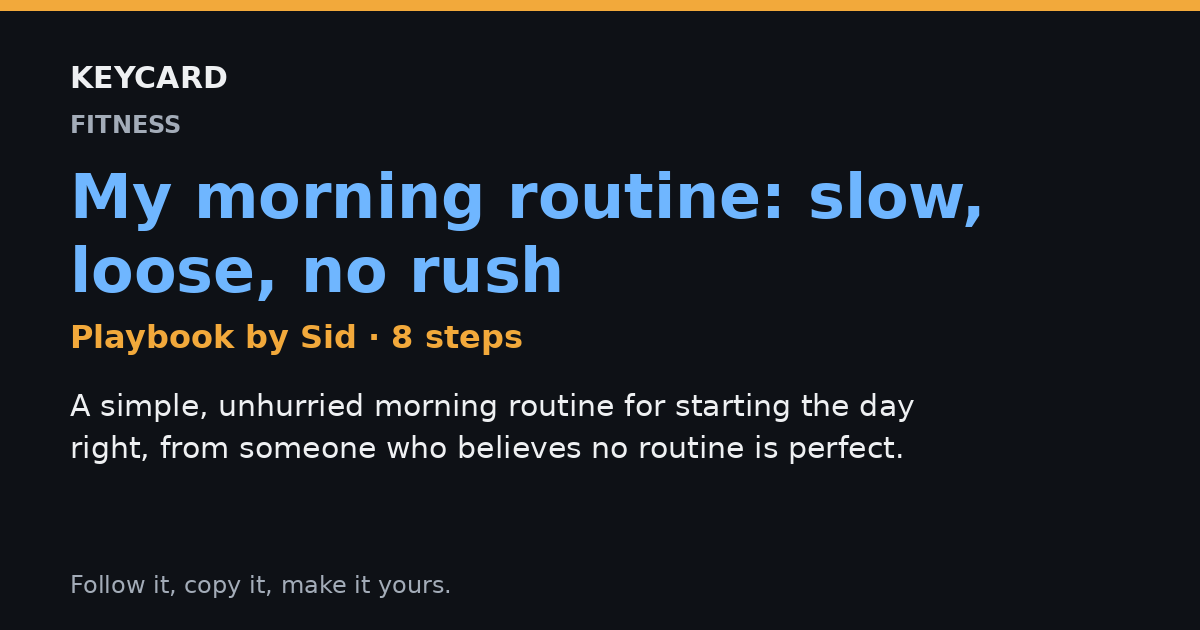 KEYCARD
FITNESS
My morning routine: slow,
loose, no rush
Playbook by Sid · 8 steps
A simple, unhurried morning routine for starting the day
right, from someone who believes no routine is perfect.
Follow it, copy it, make it yours.